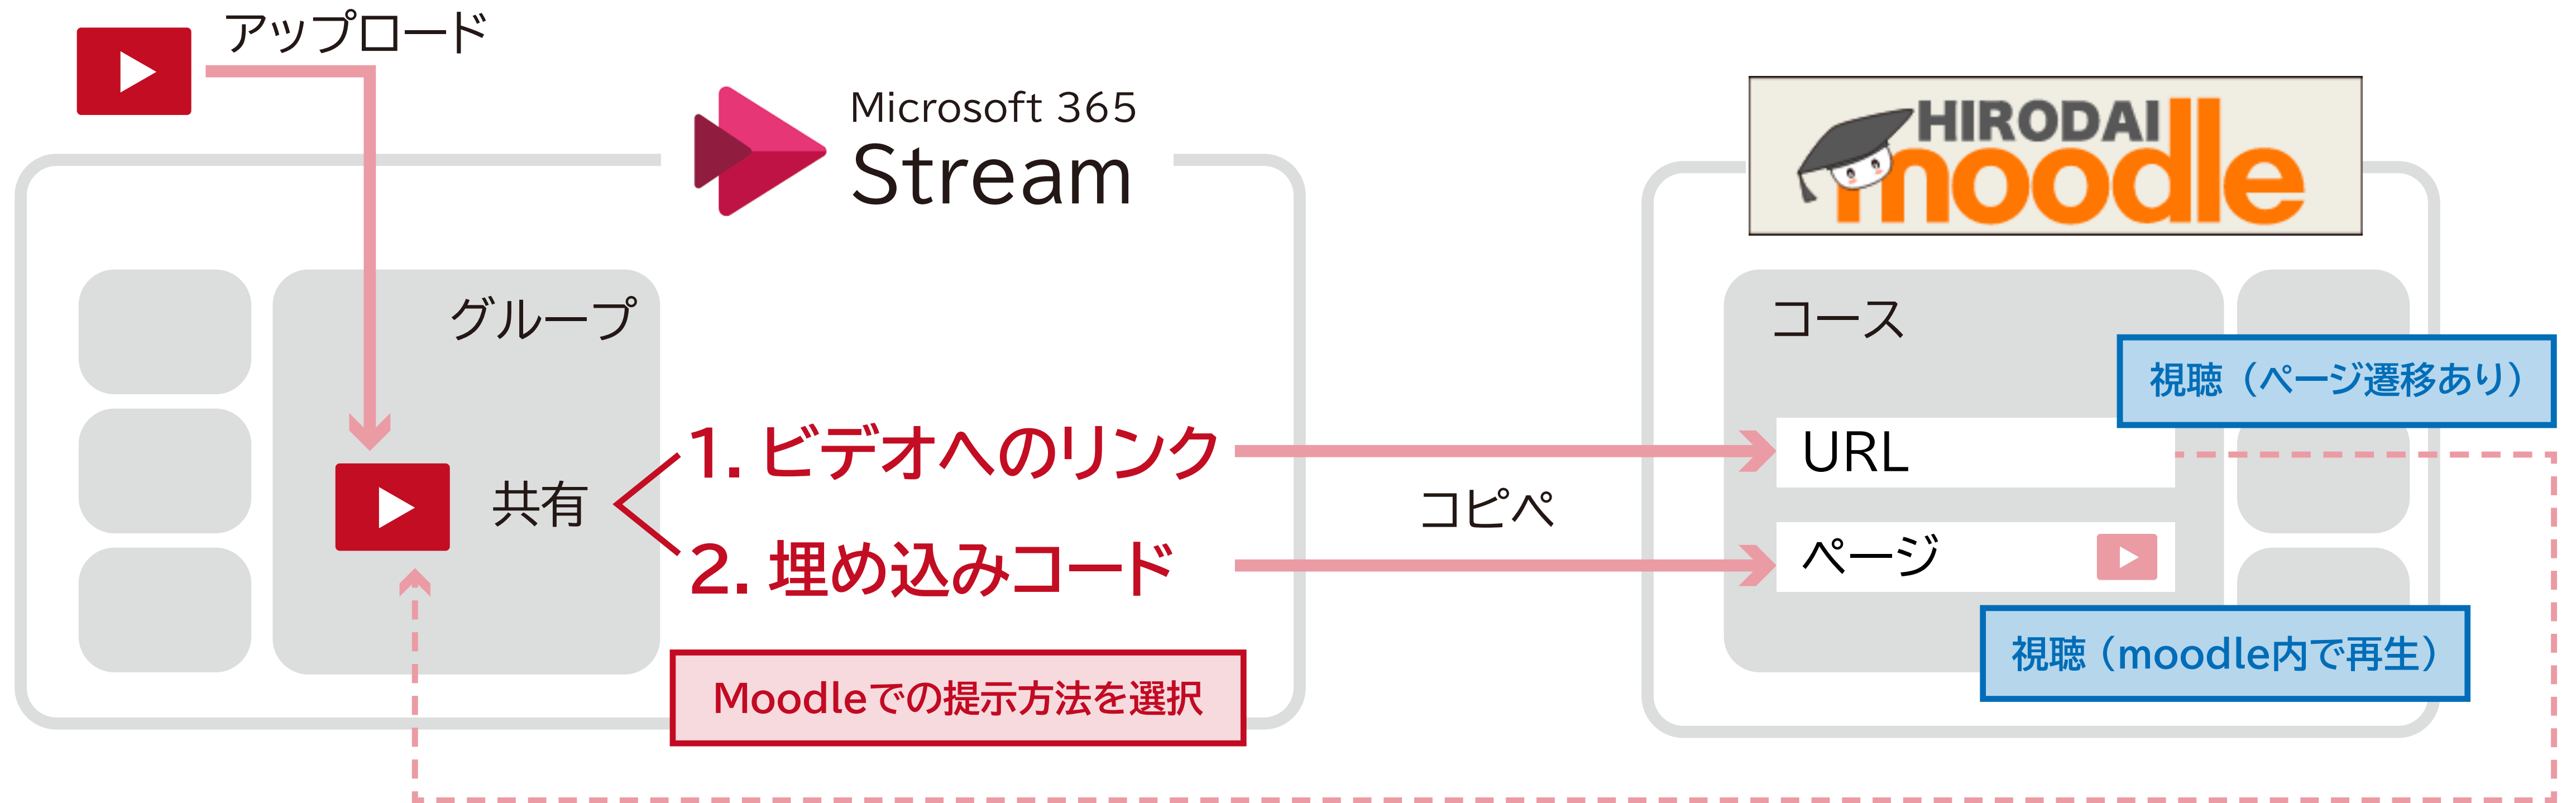 アップロード
Microsoft 365
Stream
HIRODAI
moodle
グループ
共有
1. ビデオへのリンク
2. 埋め込みコード
Moodleでの提示方法を選択
コピペ
コース
視聴（ページ遷移あり）
URL
ページ
視聴（moodle内で再生）